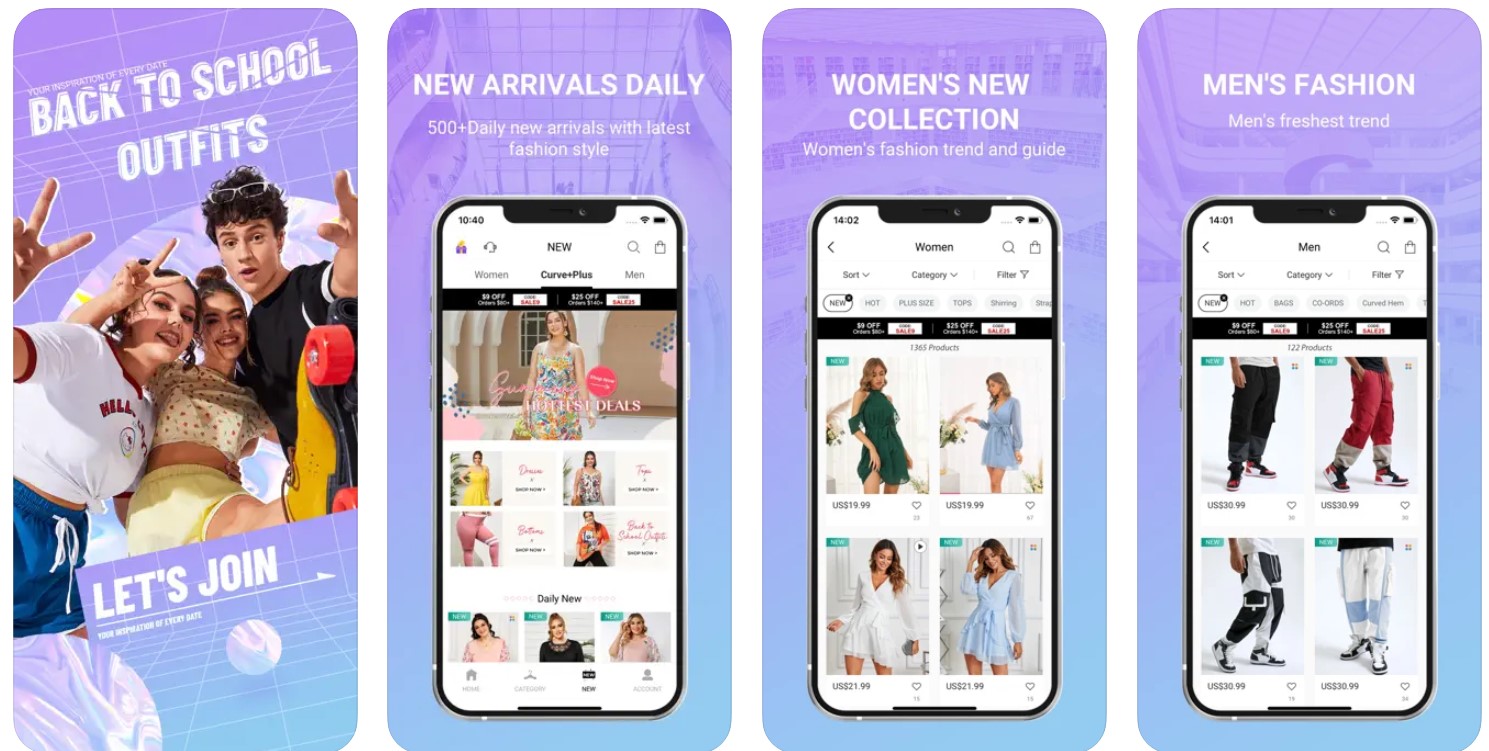 YOUR INSPIRATION OF EVERY DATE
BACK TO SCHOOL
OUTFITS
HELL
LET'S JOIN
YOUR INSPIRATION OF EVERY DATE
NEW ARRIVALS DAILY
500+Daily new arrivals with latest
fashion style
10:40
NEW
Women Curve+Plus Men
$9 OFF Orders $60+ CODE: SALE9 $25 OFF Orders $140+ CODE: SALE25
Shop Now
HOTTEST DEALS
Dresses
SHOP NOW >
Tops
SHOP NOW >
Bottoms
SHOP NOW >
Back to
School Outfits
SHOP NOW >
Daily New
NEW NEW NEW
HOME CATEGORY NEW ACCOUNT
WOMEN'S NEW
COLLECTION
Women's fashion trend and guide
14:02
Women
Sort Category Filter
NEW HOT PLUS SIZE TOPS Shirring Strap
$9 OFF Orders $60+ CODE: SALE9 $25 OFF Orders $140+ CODE: SALE25
1365 Products
NEW
US$19.99 US$19.99
23 67
NEW NEW
US$21.99 US$21.99
15 15
MEN'S FASHION
Men's freshest trend
14:01
Men
Sort Category Filter
NEW HOT BAGS CO-ORDS Curved Hem T
$9 OFF Orders $60+ CODE: SALE9 $25 OFF Orders $140+ CODE: SALE25
122 Products
NEW NEW
US$30.99 US$30.99
30 30
NEW NEW
US$30.99 US$30.99
19 34